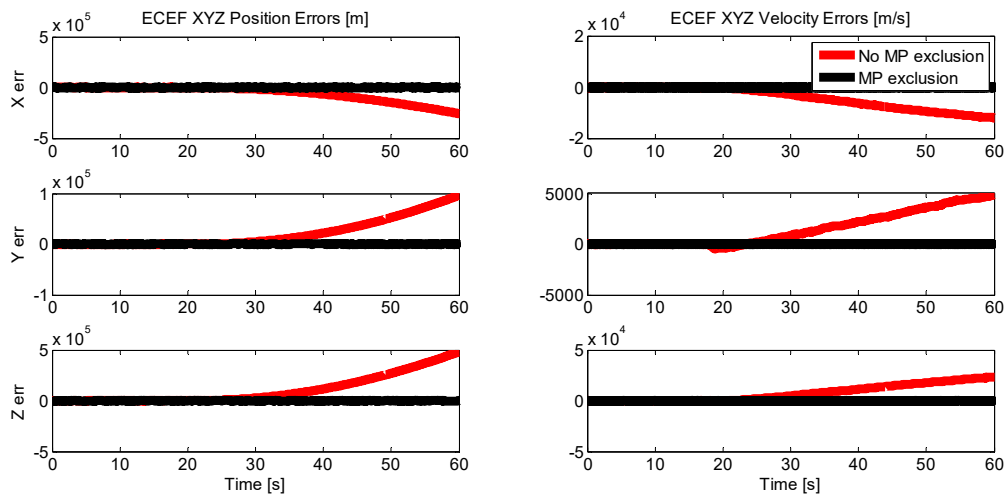 ECEF XYZ Position Errors [m]
x 10^5
5
0
-5
X err
0 10 20 30 40 50 60
x 10^5
1
0
-1
Y err
0 10 20 30 40 50 60
x 10^5
5
0
-5
Z err
0 10 20 30 40 50 60
Time [s]
ECEF XYZ Velocity Errors [m/s]
x 10^4
2
0
-2
No MP exclusion
MP exclusion
0 10 20 30 40 50 60
5000
0
-5000
0 10 20 30 40 50 60
x 10^4
5
0
-5
0 10 20 30 40 50 60
Time [s]